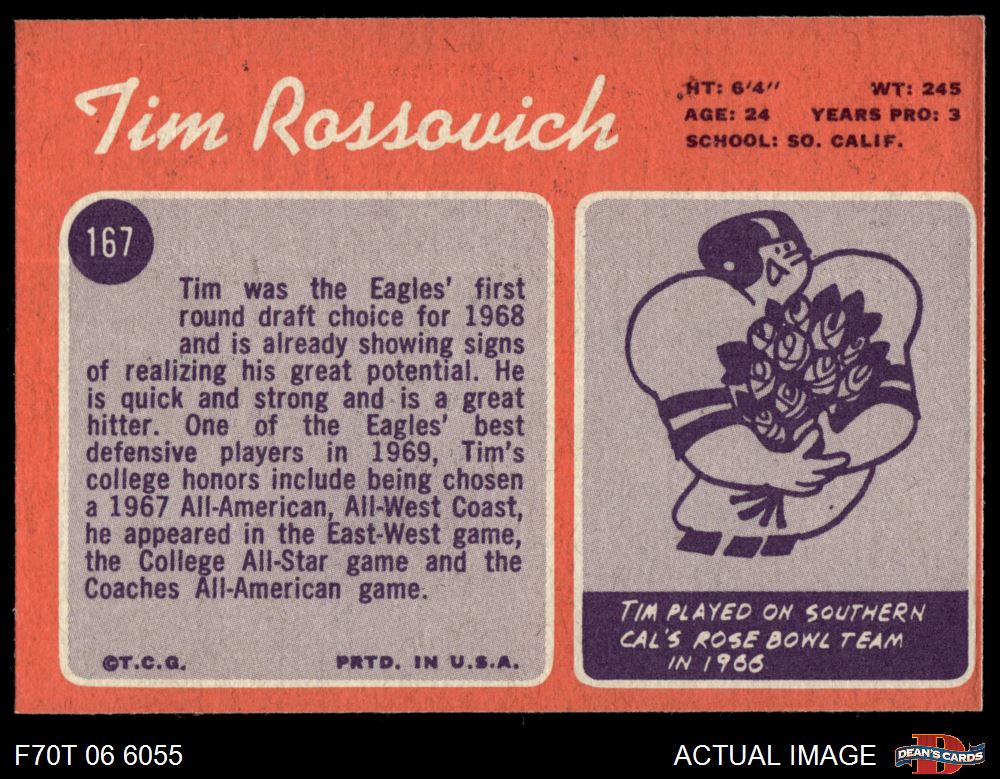 Tim Rossovich
HT: 6'4" WT: 245
AGE: 24 YEARS PRO: 3
SCHOOL: SO. CALIF.
167
Tim was the Eagles' first
round draft choice for 1968
and is already showing signs
of realizing his great potential. He
is quick and strong and is a great
hitter. One of the Eagles' best
defensive players in 1969, Tim's
college honors include being chosen
a 1967 All-American, All-West Coast,
he appeared in the East-West game,
the College All-Star game and the
Coaches All-American game.
©T.C.G. PRTD. IN U.S.A.
TIM PLAYED ON SOUTHERN
CAL'S ROSE BOWL TEAM
IN 1966
F70T 06 6055
ACTUAL IMAGE
D
DEAN'S CARDS